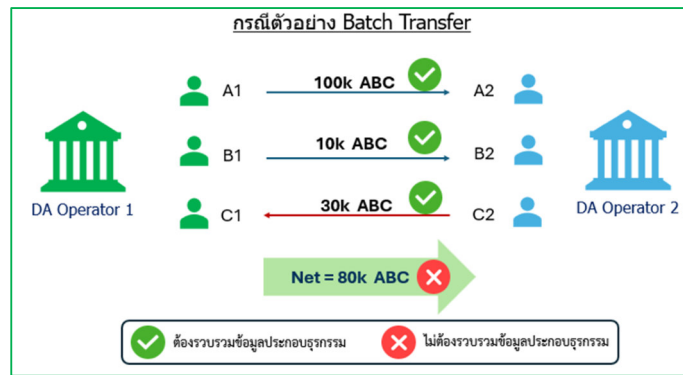 กรณีตัวอย่าง Batch Transfer
A1 100k ABC A2
B1 10k ABC B2
DA Operator 1 C1 30k ABC C2 DA Operator 2
Net = 80k ABC
ต้องรวบรวมข้อมูลประกอบธุรกรรม ไม่ต้องรวบรวมข้อมูลประกอบธุรกรรม